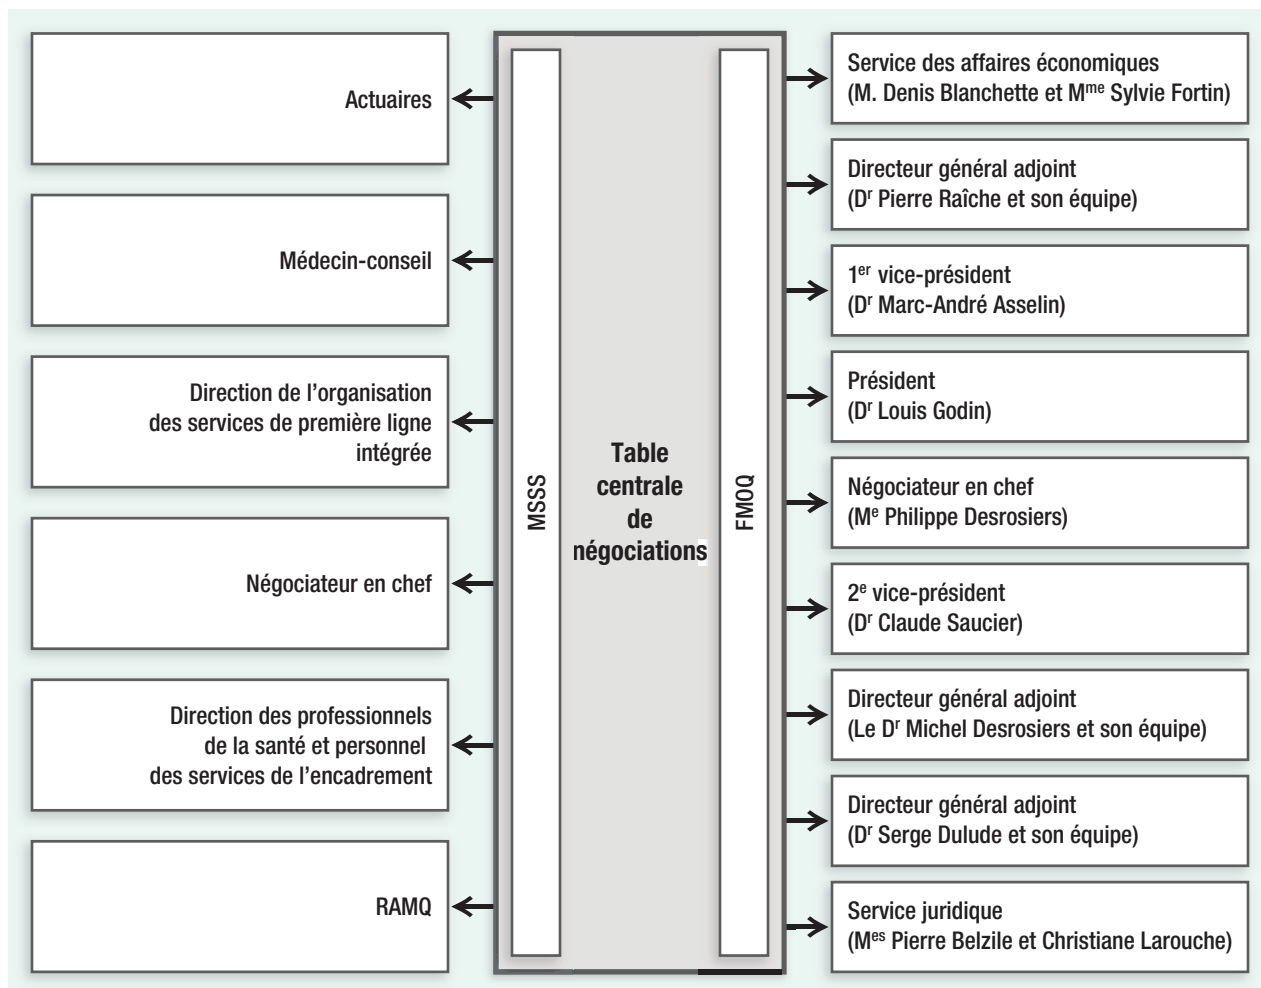 Actuaires
Médecin-conseil
Direction de l’organisation
des services de première ligne
intégrée
Négociateur en chef
Direction des professionnels
de la santé et personnel
des services de l’encadrement
RAMQ
MSSS
Table
centrale
de
négociations
FMOQ
Service des affaires économiques
(M. Denis Blanchette et Mme Sylvie Fortin)
Directeur général adjoint
(Dr Pierre Raîche et son équipe)
1er vice-président
(Dr Marc-André Asselin)
Président
(Dr Louis Godin)
Négociateur en chef
(Me Philippe Desrosiers)
2e vice-président
(Dr Claude Saucier)
Directeur général adjoint
(Le Dr Michel Desrosiers et son équipe)
Directeur général adjoint
(Dr Serge Dulude et son équipe)
Service juridique
(Mes Pierre Belzile et Christiane Larouche)